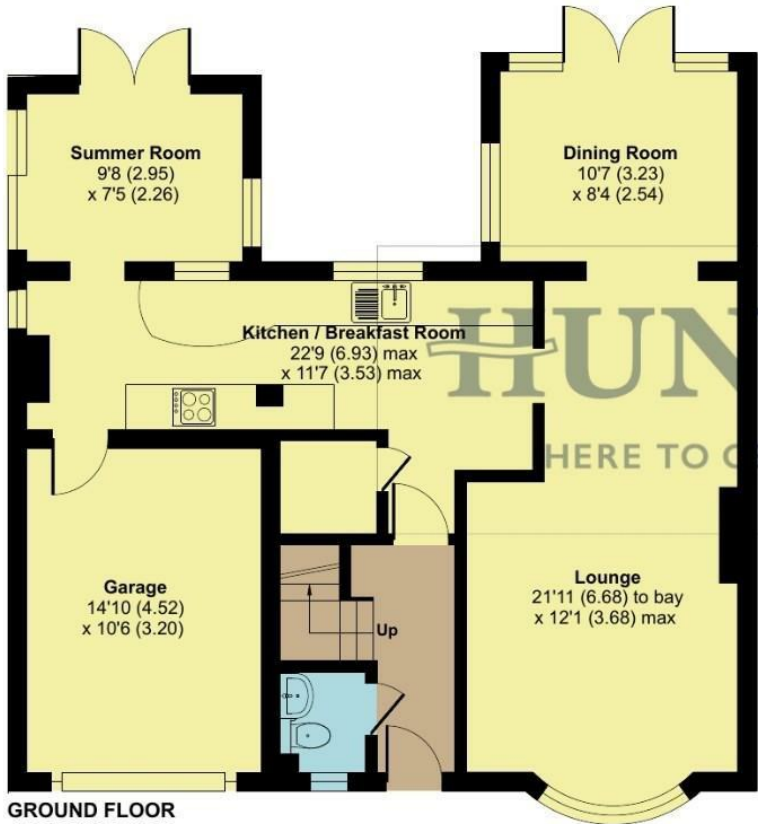 Summer Room
9'8 (2.95)
x 7'5 (2.26)
Dining Room
10'7 (3.23)
x 8'4 (2.54)
Kitchen / Breakfast Room
22'9 (6.93) max
x 11'7 (3.53) max
HUN
HERE TO
Garage
14'10 (4.52)
x 10'6 (3.20)
Up
Lounge
21'11 (6.68) to bay
x 12'1 (3.68) max
GROUND FLOOR